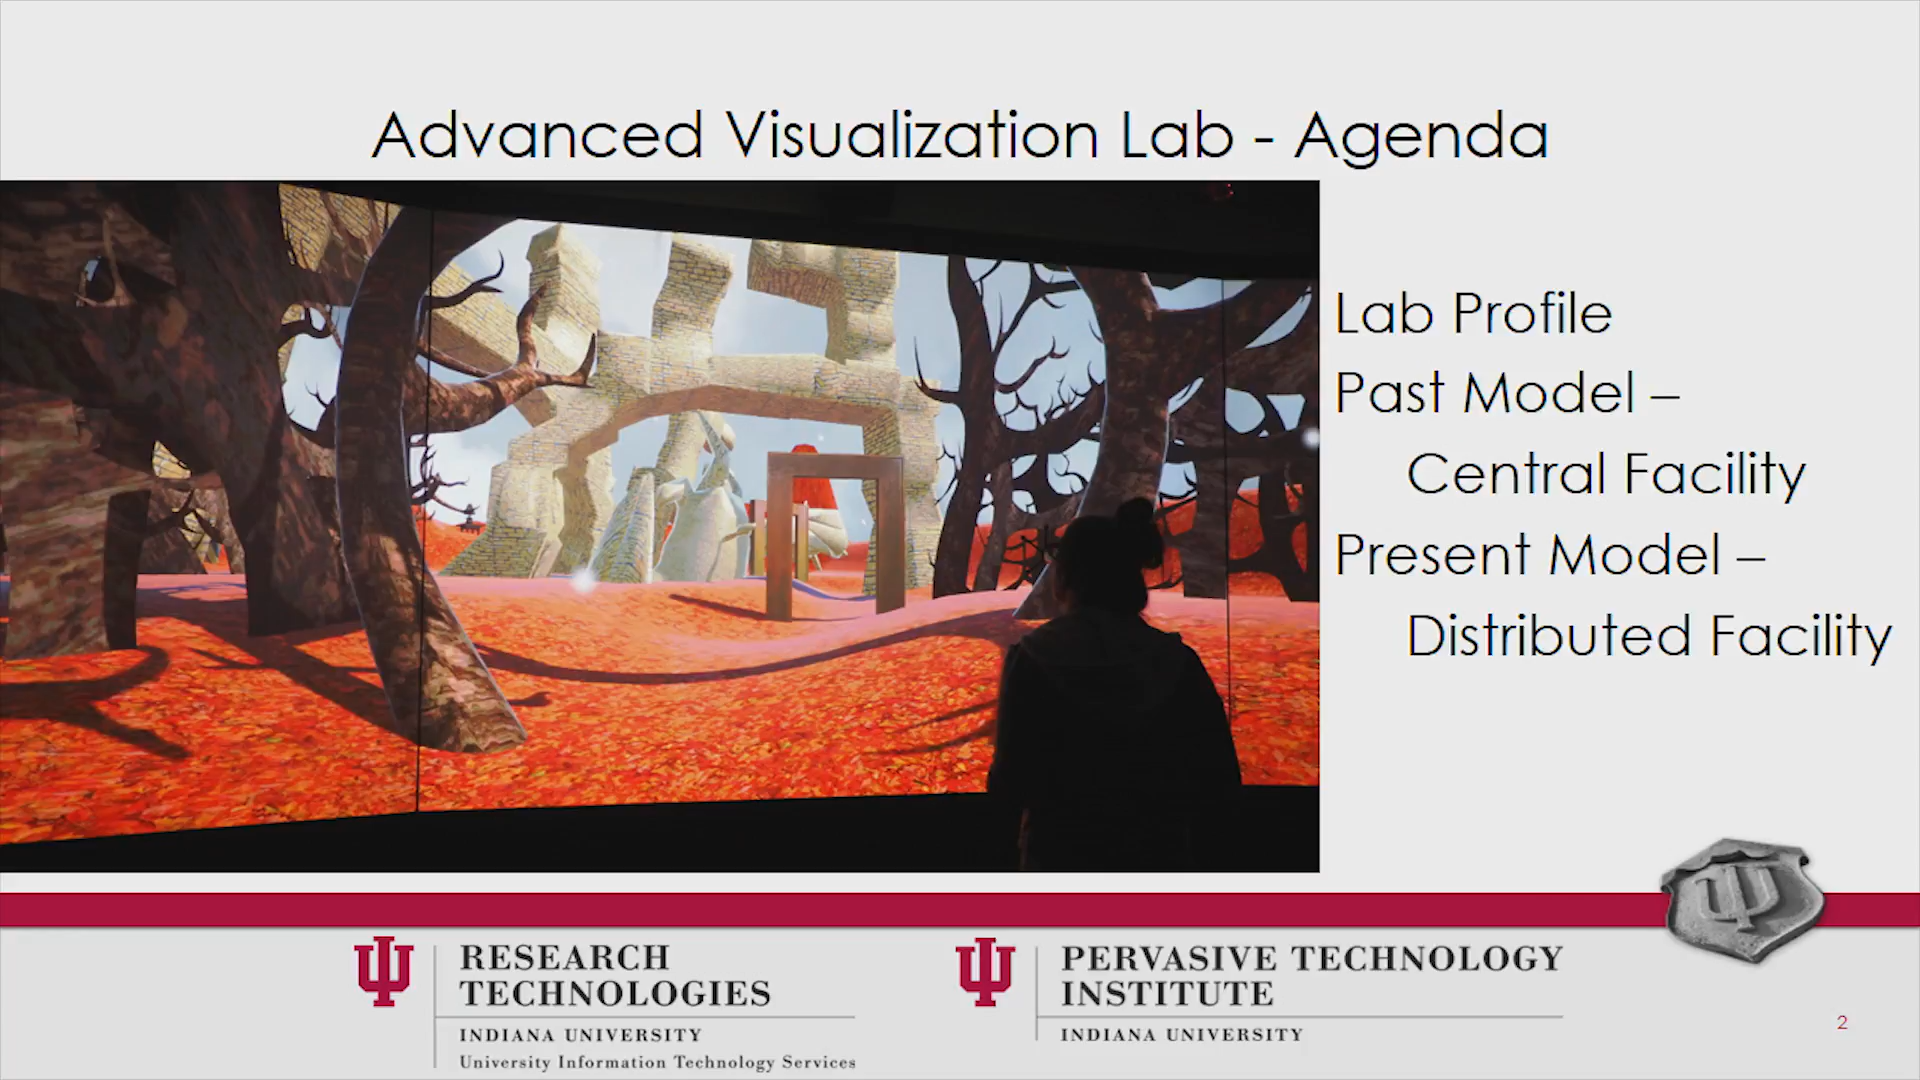 Advanced Visualization Lab - Agenda
Lab Profile
Past Model –
Central Facility
Present Model –
Distributed Facility
RESEARCH
TECHNOLOGIES
INDIANA UNIVERSITY
University Information Technology Services
PERVASIVE TECHNOLOGY
INSTITUTE
INDIANA UNIVERSITY
2